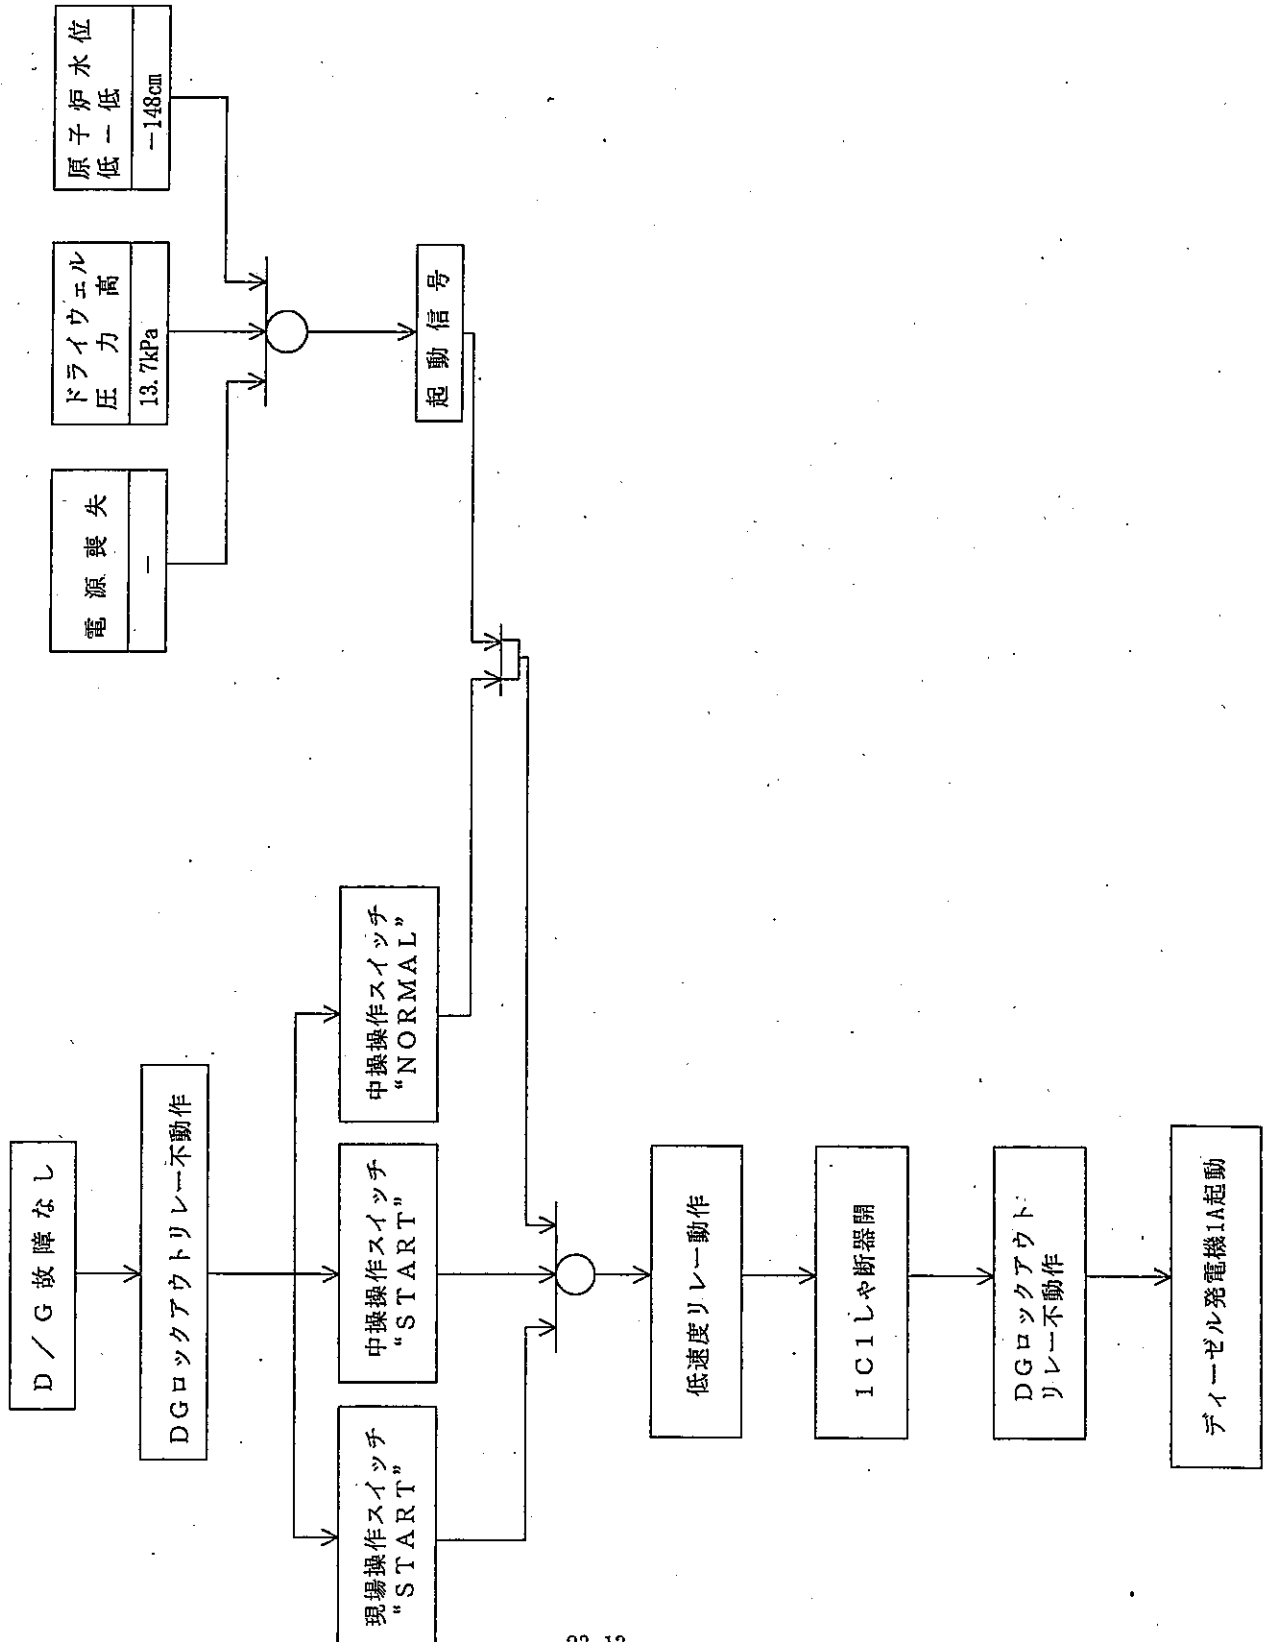 D/G故障なし
DGロックアウトリレー不動作
現場操作スイッチ
“START”
中操操作スイッチ
“START”
中操操作スイッチ
“NORMAL”
電源喪失
－
ドライウェル
圧力高
13.7kPa
原子炉水位
低－低
－148cm
起動信号
低速度リレー動作
1C1しゃ断器開
DGロックアウト
リレー不動作
ディーゼル発電機1A起動